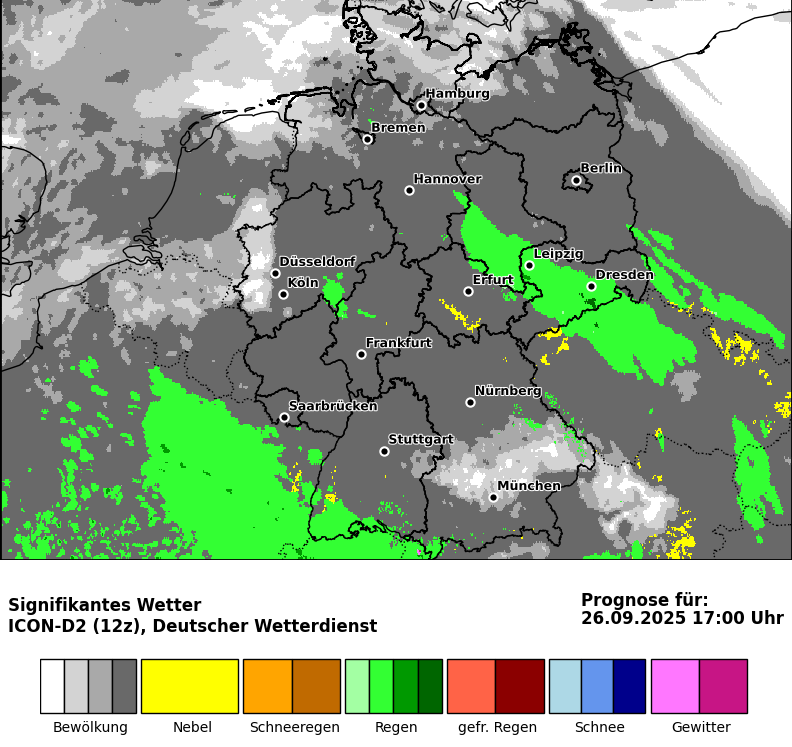 Hamburg
Bremen
Berlin
Hannover
Leipzig
Düsseldorf
Dresden
Köln
Erfurt
Frankfurt
Nürnberg
Saarbrücken
Stuttgart
München
Signifikantes Wetter
ICON-D2 (12z), Deutscher Wetterdienst
Prognose für:
26.09.2025 17:00 Uhr
Bewölkung Nebel Schneeregen Regen gefr. Regen Schnee Gewitter